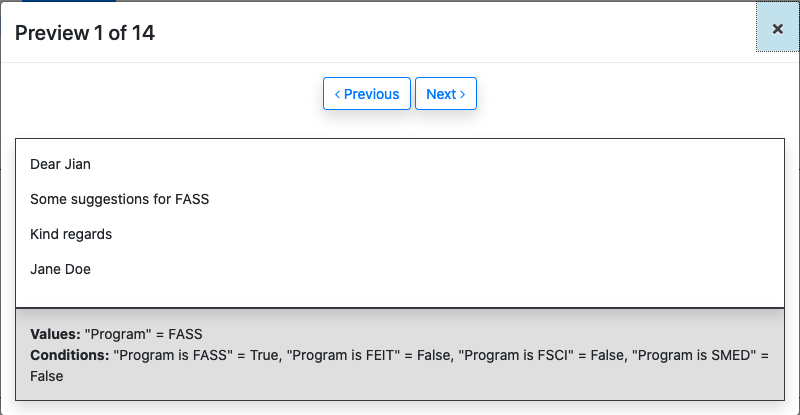 Preview 1 of 14
×
‹ Previous
Next ›
Dear Jian
Some suggestions for FASS
Kind regards
Jane Doe
Values: "Program" = FASS
Conditions: "Program is FASS" = True, "Program is FEIT" = False, "Program is FSCI" = False, "Program is SMED" =
False